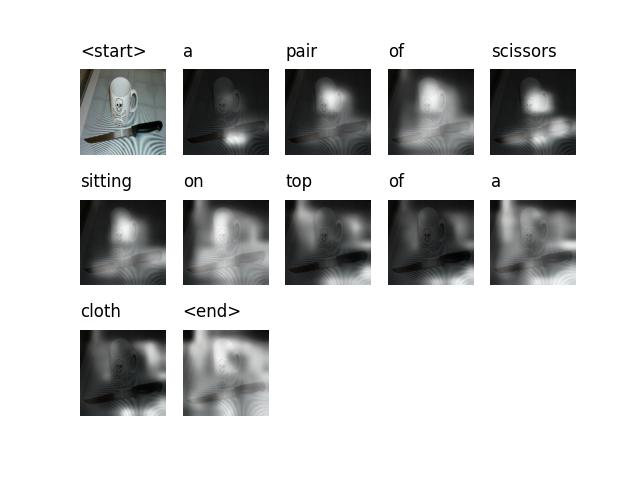 <start> a pair of scissors
sitting on top of a
cloth <end>